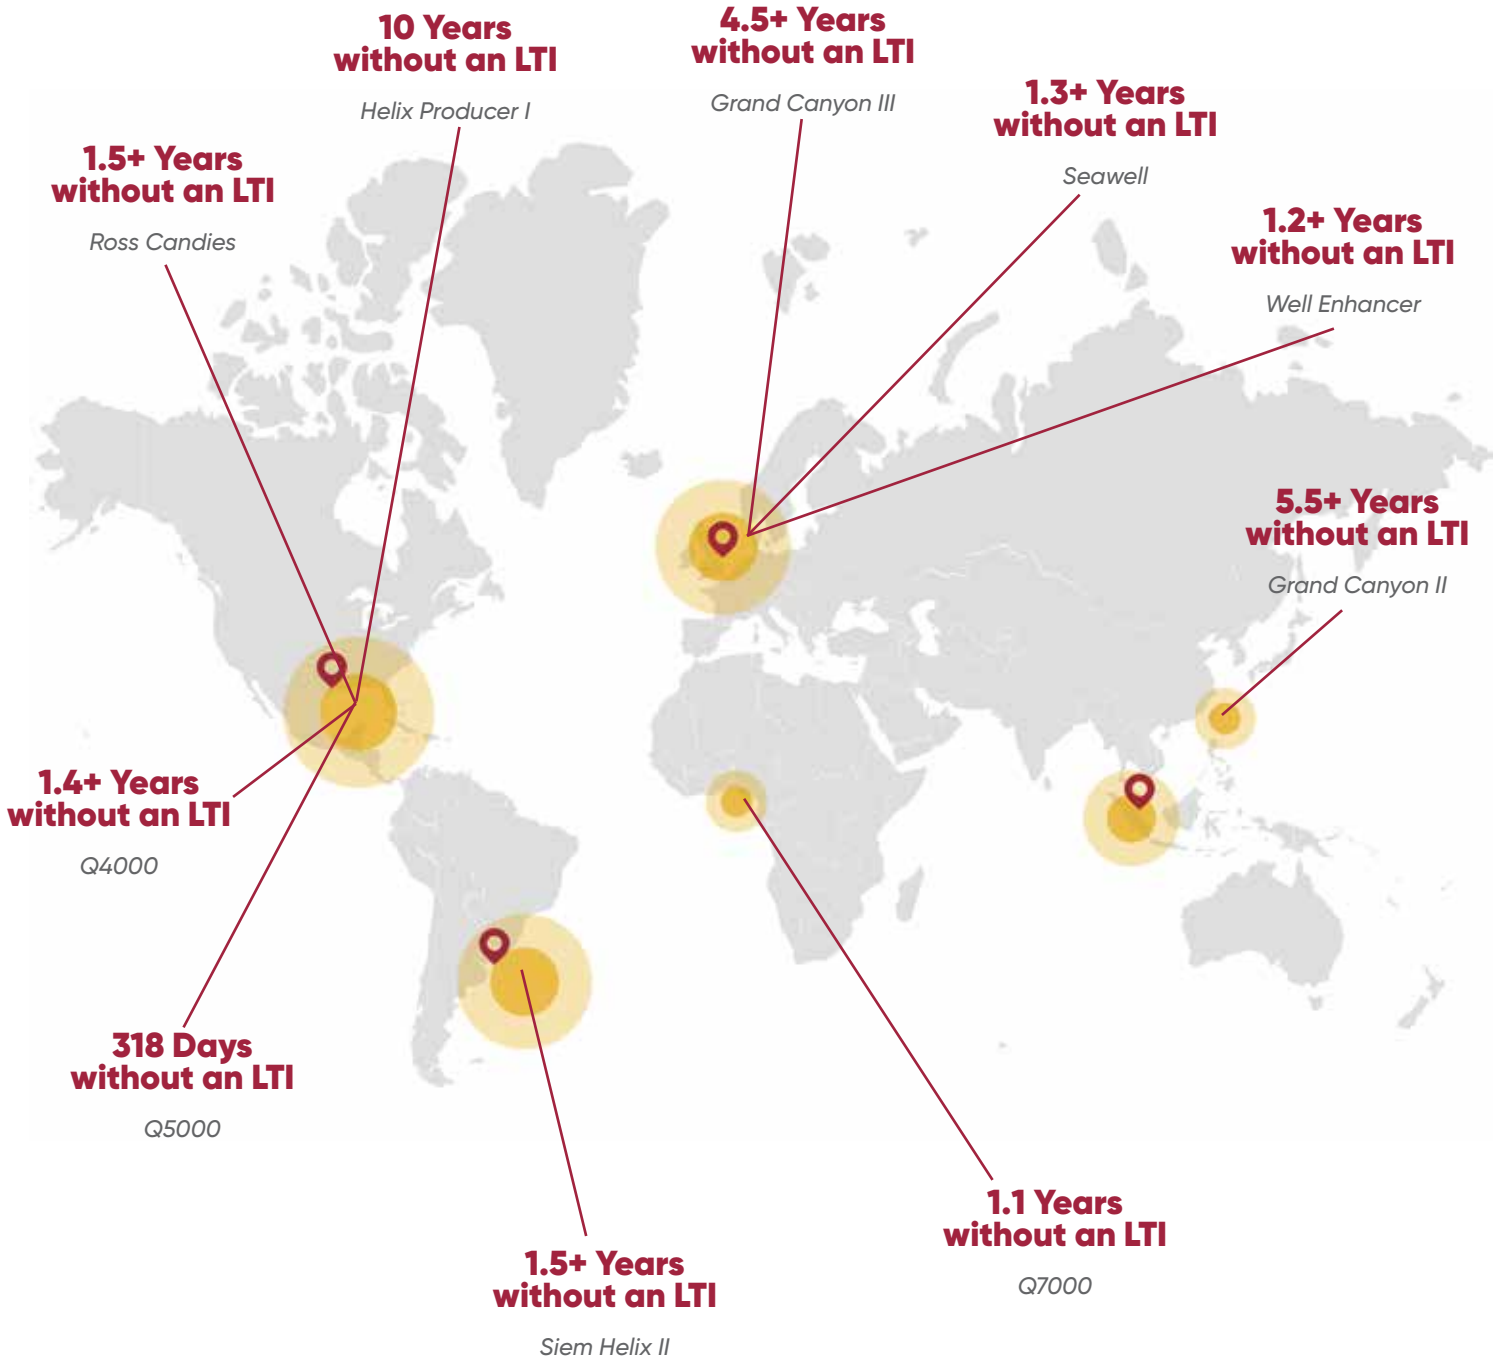 10 Years
without an LTI
Helix Producer I
4.5+ Years
without an LTI
Grand Canyon III
1.3+ Years
without an LTI
Seawell
1.5+ Years
without an LTI
Ross Candies
1.2+ Years
without an LTI
Well Enhancer
5.5+ Years
without an LTI
Grand Canyon II
1.4+ Years
without an LTI
Q4000
318 Days
without an LTI
Q5000
1.1 Years
without an LTI
Q7000
1.5+ Years
without an LTI
Siem Helix II